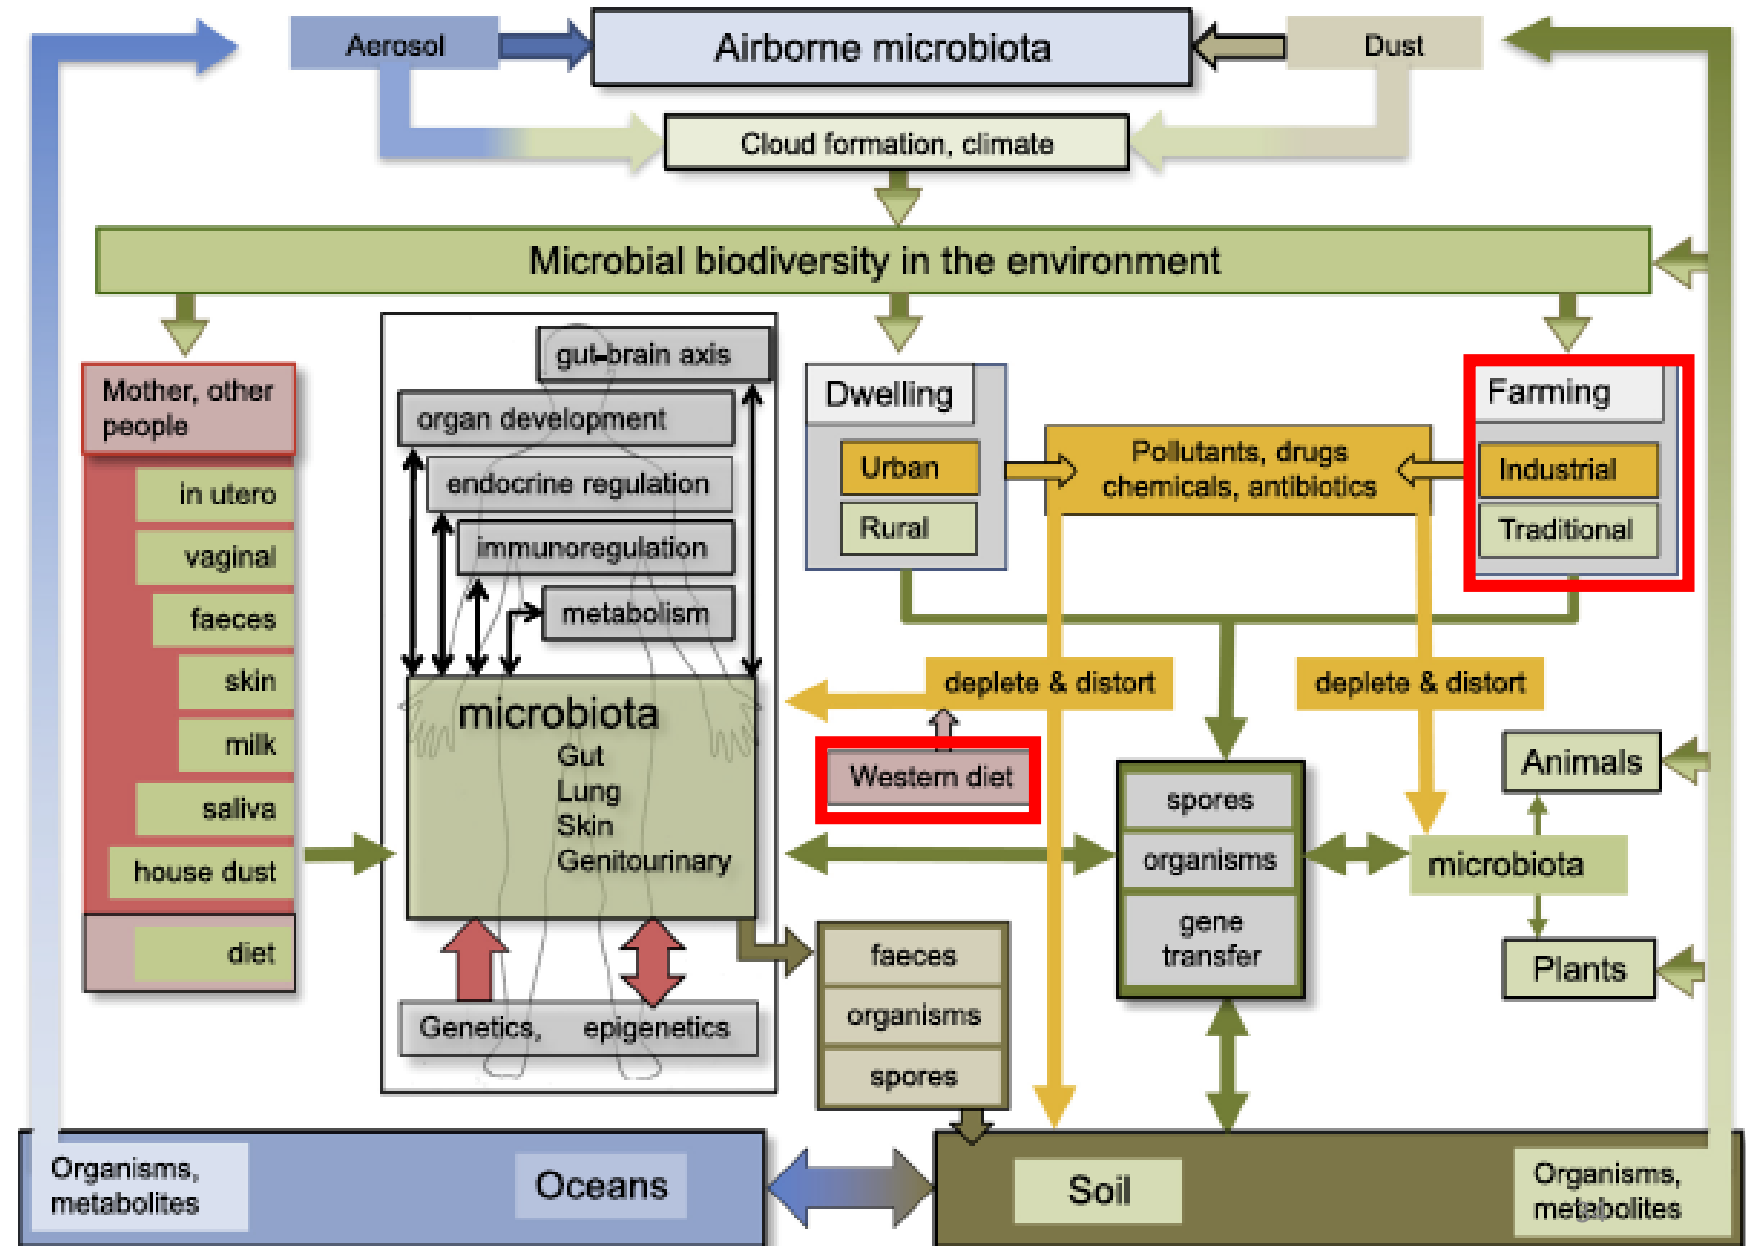 Aerosol
Airborne microbiota
Dust
Cloud formation, climate
Microbial biodiversity in the environment
Mother, other
people
in utero
vaginal
faeces
skin
milk
saliva
house dust
diet
gut-brain axis
organ development
endocrine regulation
immunoregulation
metabolism
microbiota
Gut
Lung
Skin
Genitourinary
Genetics, epigenetics
Dwelling
Urban
Rural
Pollutants, drugs
chemicals, antibiotics
Farming
Industrial
Traditional
deplete & distort
deplete & distort
Western diet
spores
organisms
gene
transfer
Animals
microbiota
Plants
faeces
organisms
spores
Organisms,
metabolites
Oceans
Soil
Organisms,
metabolites